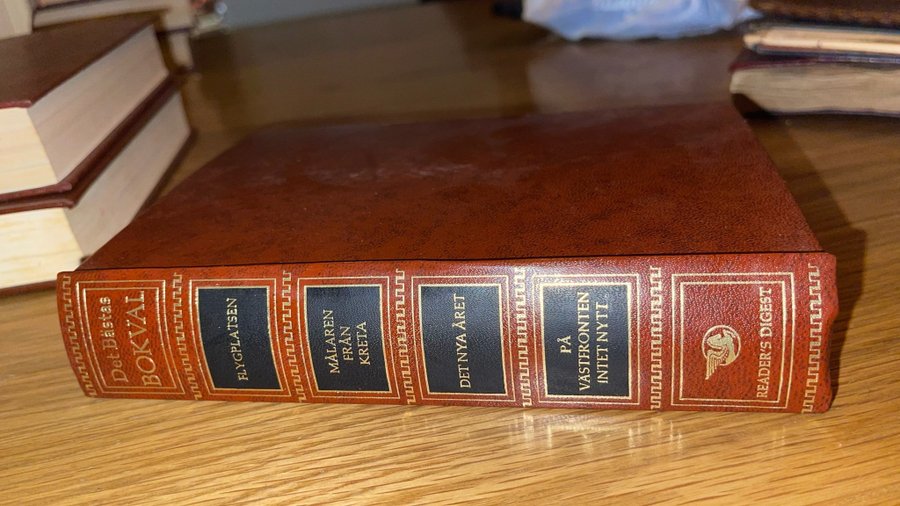 Det Bästas
BOKVAL
FLYGPLATSEN
MÅLAREN
FRÅN
KRETA
DET NYA ÅRET
PÅ
VÄSTFRONTEN
INTET NYTT
READER'S DIGEST